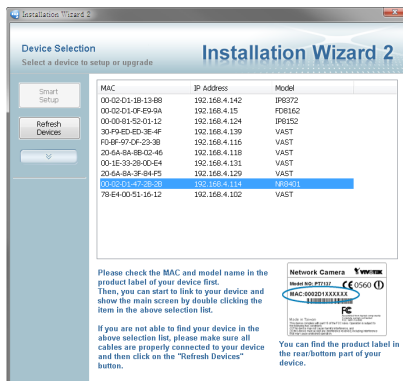 Installation Wizard 2
Device Selection
Select a device to setup or upgrade
Installation Wizard 2
Smart
Setup
Refresh
Devices
MAC IP Address Model
00-02-D1-1B-13-B8 192.168.4.142 IP8372
00-02-D1-0F-E9-9A 192.168.4.15 FD8162
00-00-81-52-01-12 192.168.4.124 IP8152
30-F9-ED-ED-3E-4F 192.168.4.139 VAST
F0-BF-97-DF-23-3B 192.168.4.116 VAST
20-6A-8A-8B-02-46 192.168.4.118 VAST
00-1E-33-28-0D-E4 192.168.4.131 VAST
20-6A-8A-3F-84-F5 192.168.4.129 VAST
00-02-D1-47-2B-2B 192.168.4.114 NR8401
78-E4-00-51-16-12 192.168.4.102 VAST
Please check the MAC and model name in the
product label of your device first.
Then, you can start to link to your device and
show the main screen by double clicking the
item in the above selection list.
If you are not able to find your device in the
above selection list, please make sure all
cables are properly connected to your device
and then click on the "Refresh Devices"
button.
Network Camera VIVOTEK
Model NO: PT7137 CE 0560
MAC:0002D1XXXXXX
FC
Made in Taiwan
You can find the product label in
the rear/bottom part of your
device.